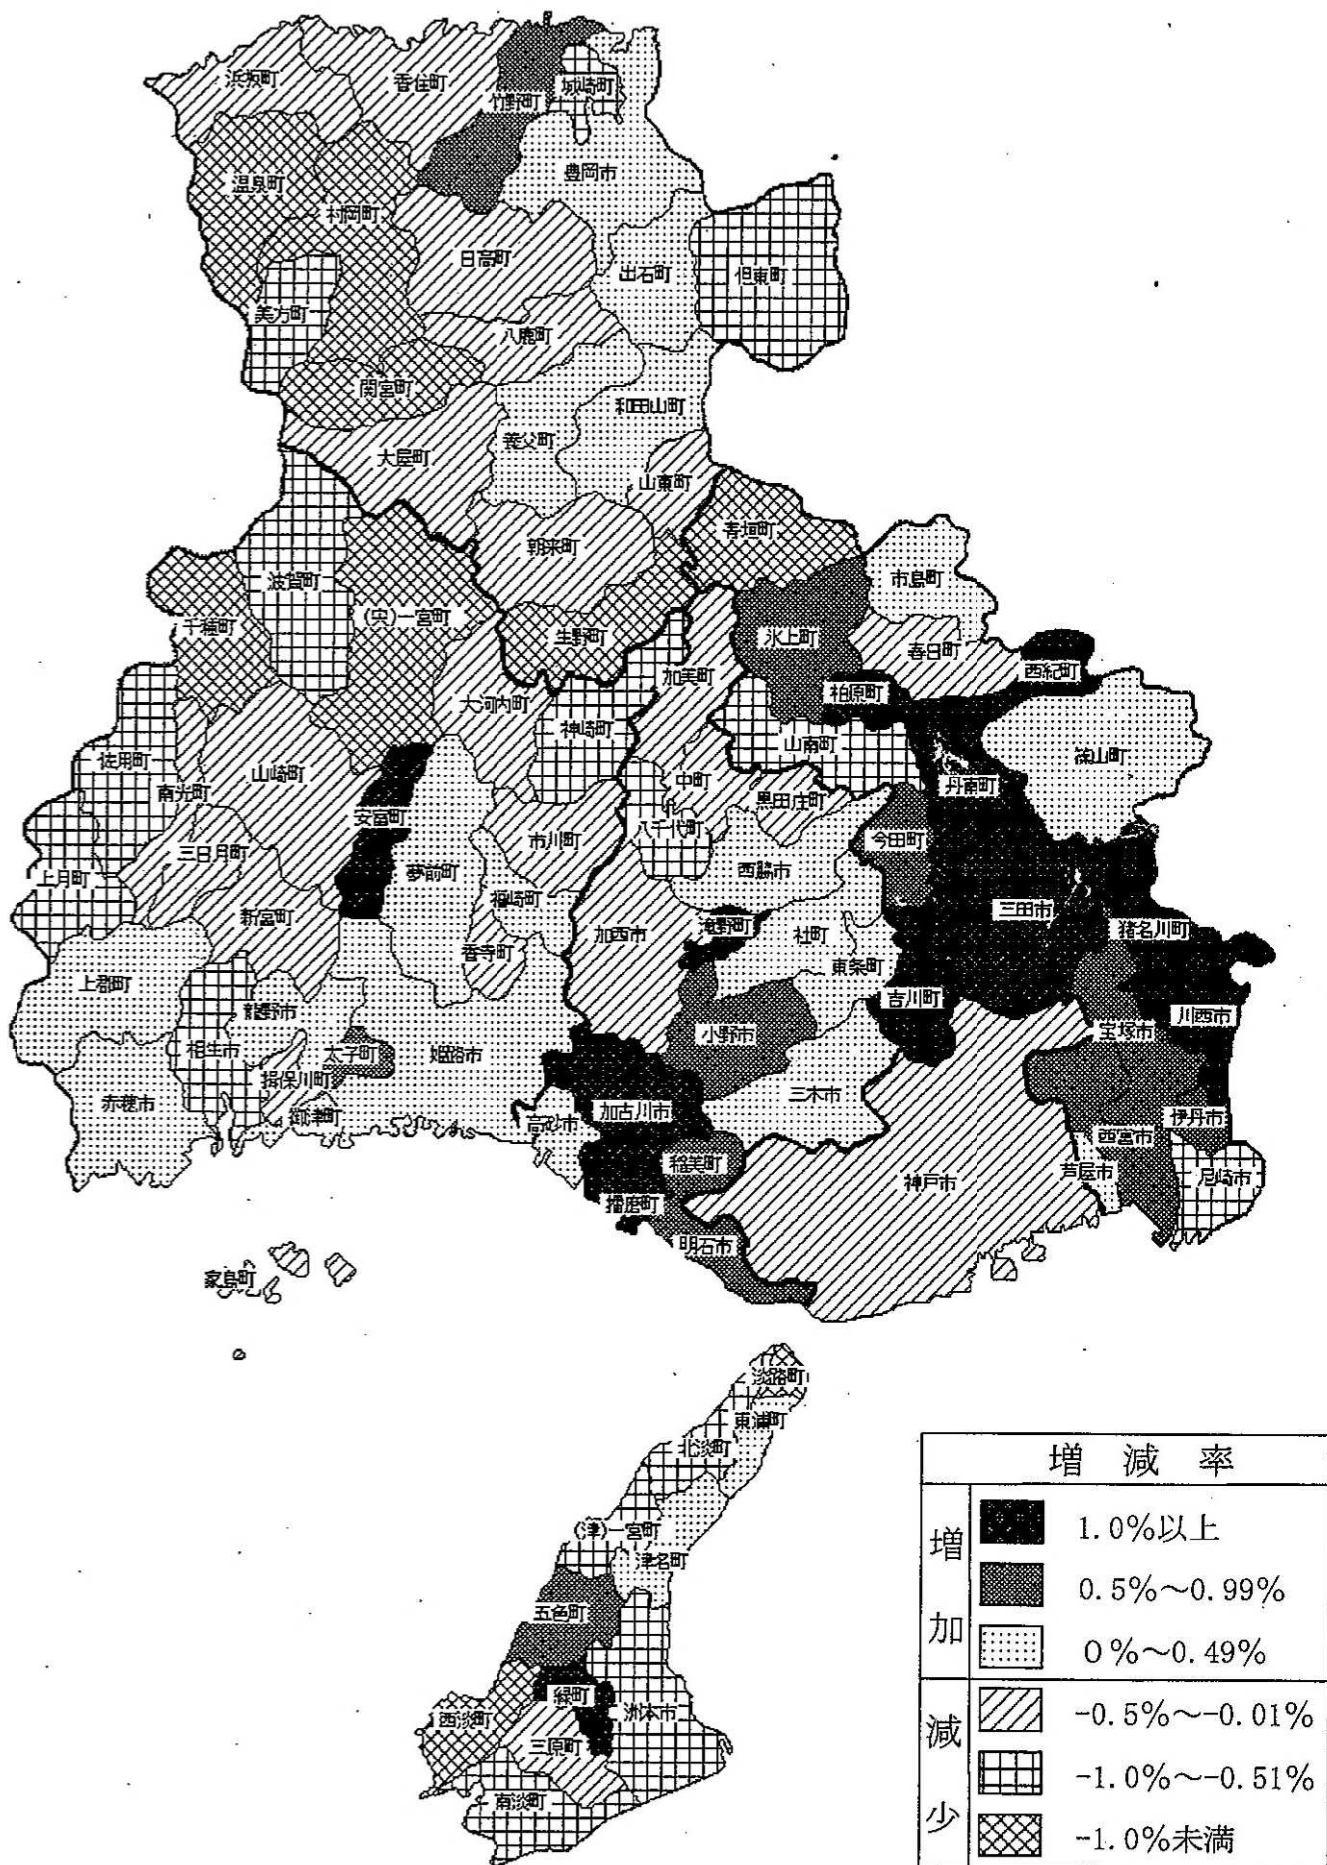 浜坂町
香住町
竹野町
城崎町
豊岡市
温泉町
村岡町
日高町
出石町
但東町
美方町
八鹿町
関宮町
和田山町
養父町
大屋町
山東町
青垣町
朝来町
市島町
波賀町
(宍)一宮町
千種町
生野町
氷上町
春日町
西紀町
加美町
柏原町
大河内町
神崎町
山南町
篠山町
佐用町
山崎町
中町
丹南町
南光町
黒田庄町
安富町
八千代町
今田町
市川町
三日月町
夢前町
西脇市
上月町
福崎町
三田市
新宮町
滝野町
社町
猪名川町
加西市
香寺町
東条町
上郡町
吉川町
龍野市
川西市
小野市
宝塚市
相生市
太子町
姫路市
揖保川町
三木市
赤穂市
御津町
高砂市
加古川市
伊丹市
西宮市
稲美町
芦屋市
尼崎市
神戸市
播磨町
明石市
家島町
淡路町
東浦町
北淡町
(津)一宮町
津名町
五色町
緑町
洲本市
西淡町
三原町
南淡町
増減率
増加
1.0%以上
0.5%～0.99%
0%～0.49%
減少
-0.5%～-0.01%
-1.0%～-0.51%
-1.0%未満